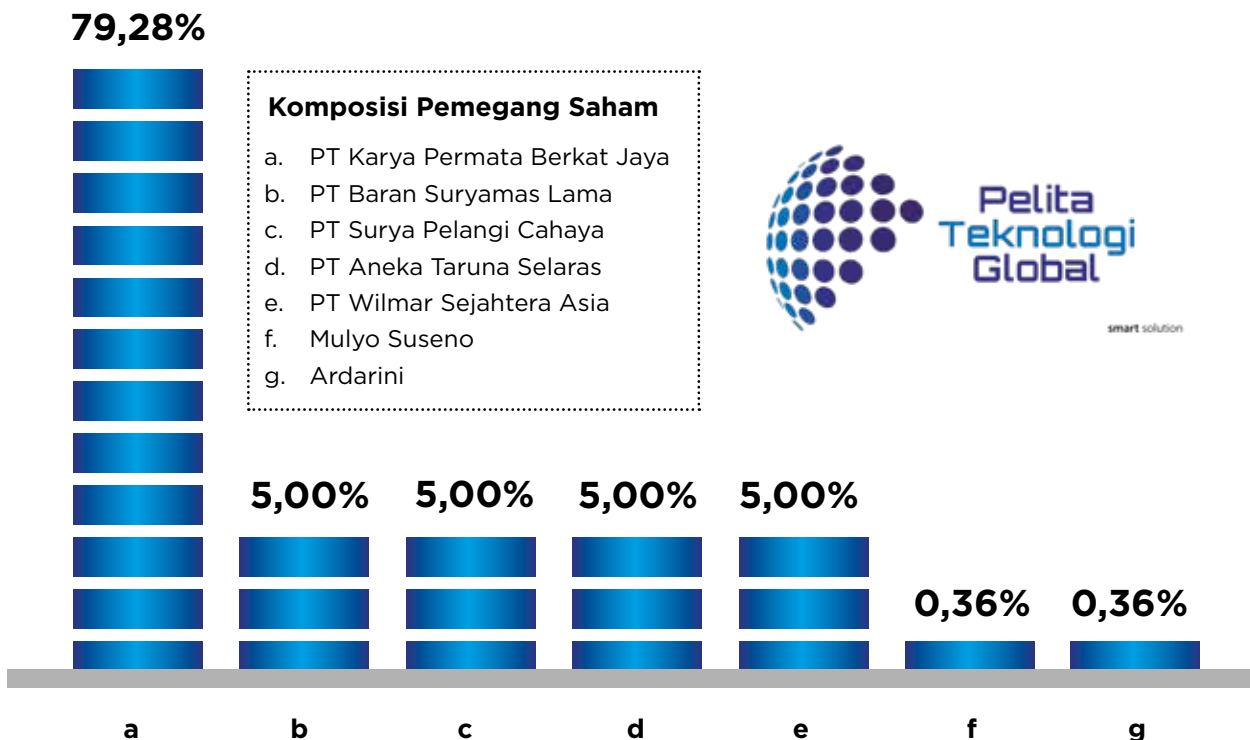 79,28%
Komposisi Pemegang Saham
a. PT Karya Permata Berkat Jaya
b. PT Baran Suryamas Lama
c. PT Surya Pelangi Cahaya
d. PT Aneka Taruna Selaras
e. PT Wilmar Sejahtera Asia
f. Mulyo Suseno
g. Ardarini
Pelita
Teknologi
Global
smart solution
5,00% 5,00% 5,00% 5,00%
0,36% 0,36%
a b c d e f g